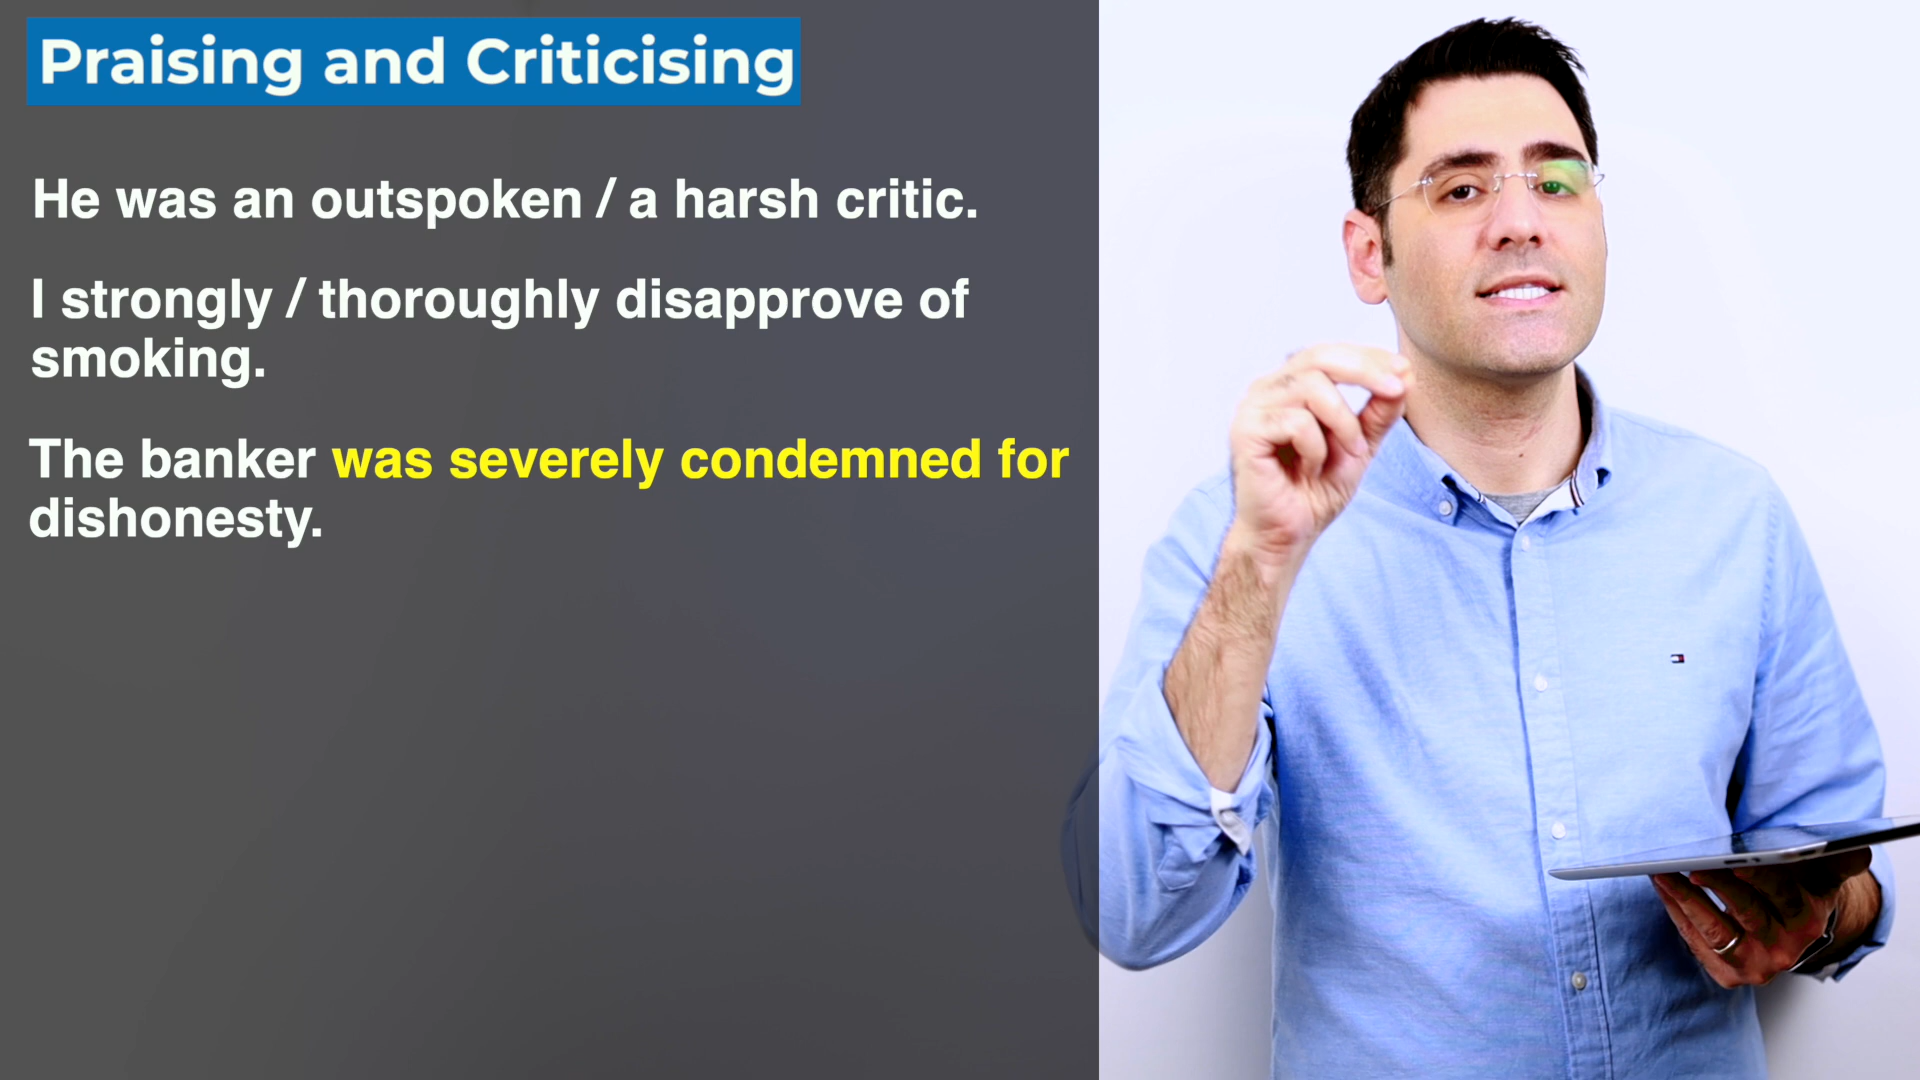 Praising and Criticising
He was an outspoken / a harsh critic.
I strongly / thoroughly disapprove of
smoking.
The banker was severely condemned for
dishonesty.